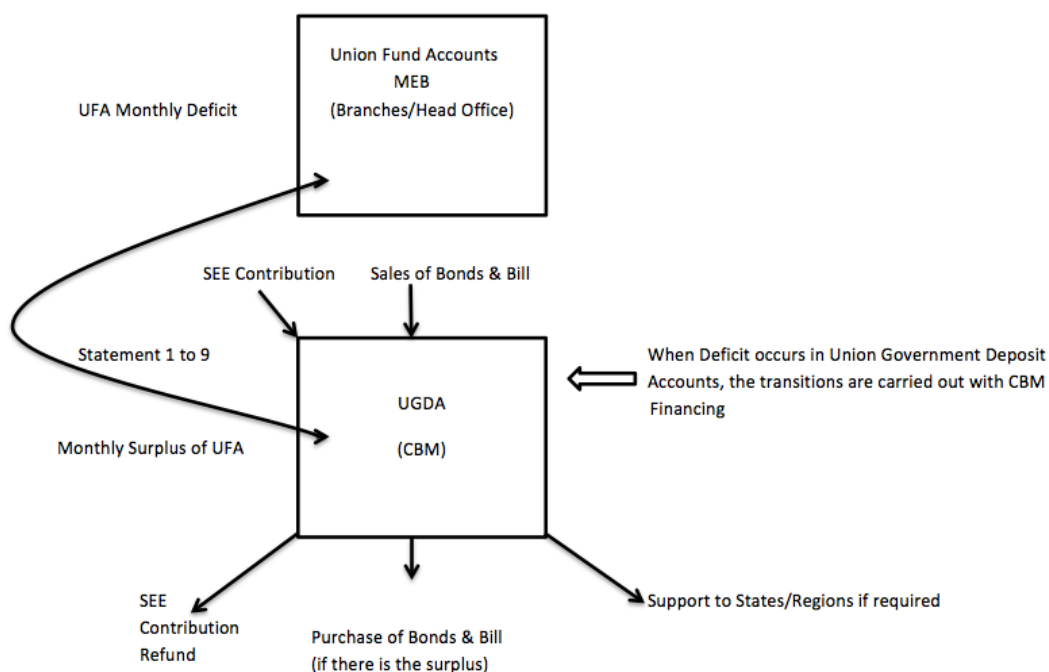 Union Fund Accounts
MEB
(Branches/Head Office)
UFA Monthly Deficit
SEE Contribution
Sales of Bonds & Bill
Statement 1 to 9
When Deficit occurs in Union Government Deposit
Accounts, the transitions are carried out with CBM
Financing
UGDA
(CBM)
Monthly Surplus of UFA
SEE
Contribution
Refund
Purchase of Bonds & Bill
(if there is the surplus)
Support to States/Regions if required